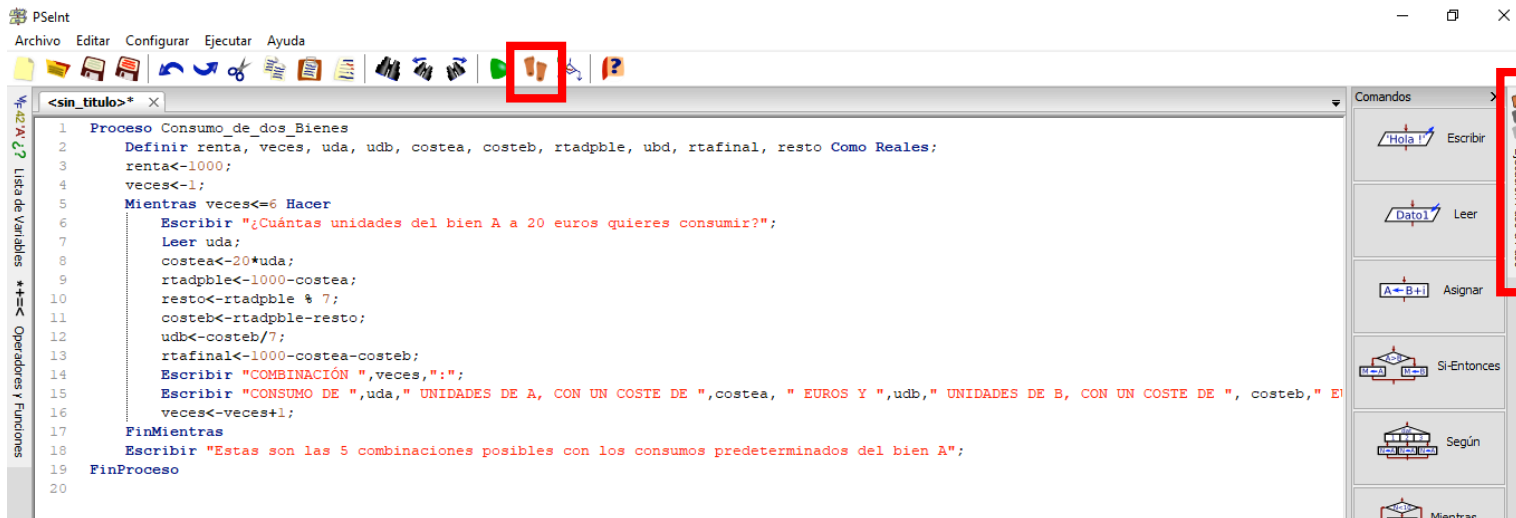 PSeInt
Archivo Editar Configurar Ejecutar Ayuda
<sin_titulo>*
Comandos
42 'A' ¿? Lista de Variables *+=< Operadores y Funciones
1 Proceso Consumo_de_dos_Bienes
2 Definir renta, veces, uda, udb, costea, costeb, rtadpble, ubd, rtafinal, resto Como Reales;
3 renta<-1000;
4 veces<-1;
5 Mientras veces<=6 Hacer
6 Escribir "¿Cuántas unidades del bien A a 20 euros quieres consumir?";
7 Leer uda;
8 costea<-20*uda;
9 rtadpble<-1000-costea;
10 resto<-rtadpble % 7;
11 costeb<-rtadpble-resto;
12 udb<-costeb/7;
13 rtafinal<-1000-costea-costeb;
14 Escribir "COMBINACIÓN ",veces,":";
15 Escribir "CONSUMO DE ",uda," UNIDADES DE A, CON UN COSTE DE ",costea, " EUROS Y ",udb," UNIDADES DE B, CON UN COSTE DE ", costeb,"
16 veces<-veces+1;
17 FinMientras
18 Escribir "Estas son las 5 combinaciones posibles con los consumos predeterminados del bien A";
19 FinProceso
20
'Hola !' Escribir
Dato1 Leer
A B+i Asignar
A>B M A M B Si-Entonces
1 2 3 Según
Mientras